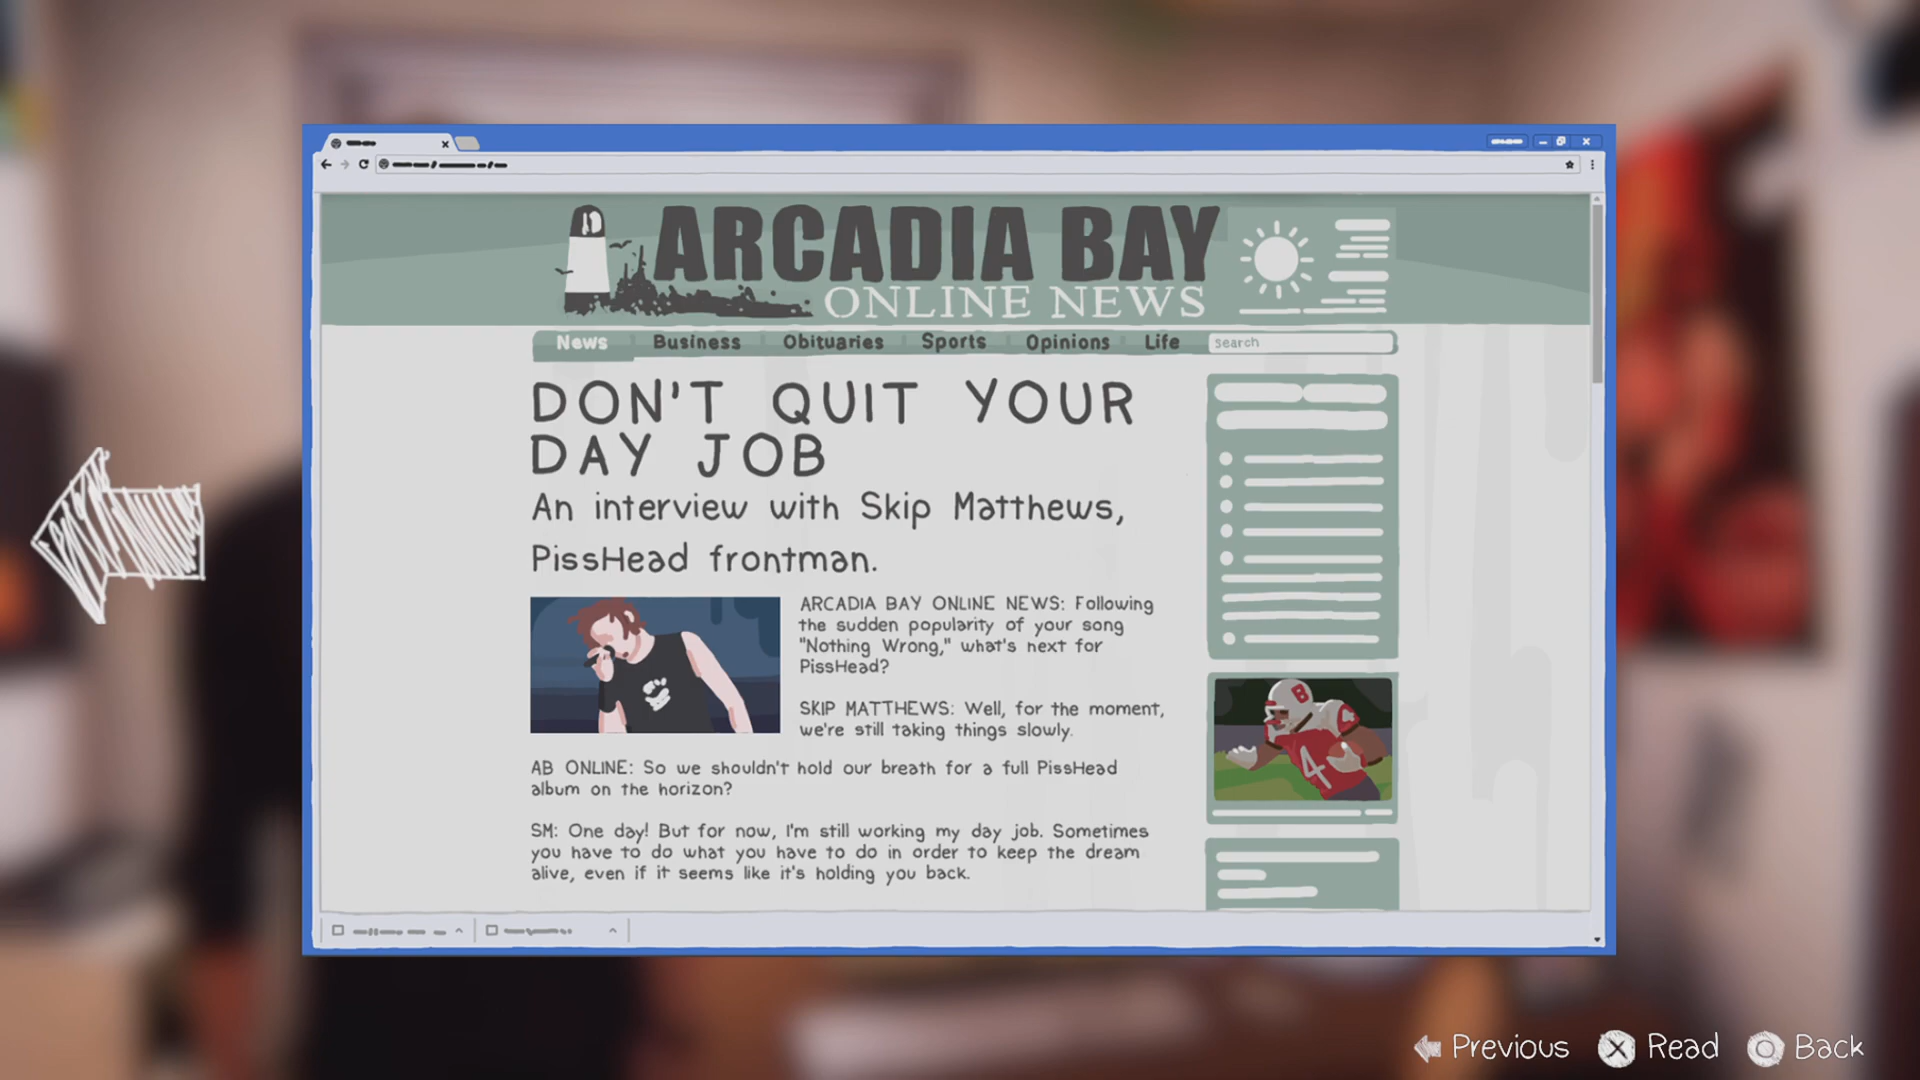 ARCADIA BAY
ONLINE NEWS
News Business Obituaries Sports Opinions Life search
DON'T QUIT YOUR
DAY JOB
An interview with Skip Matthews,
PissHead frontman.
ARCADIA BAY ONLINE NEWS: Following
the sudden popularity of your song
"Nothing Wrong," what's next for
PissHead?
SKIP MATTHEWS: Well, for the moment,
we're still taking things slowly.
AB ONLINE: So we shouldn't hold our breath for a full PissHead
album on the horizon?
SM: One day! But for now, I'm still working my day job. Sometimes
you have to do what you have to do in order to keep the dream
alive, even if it seems like it's holding you back.
B
4
4
Previous Read Back